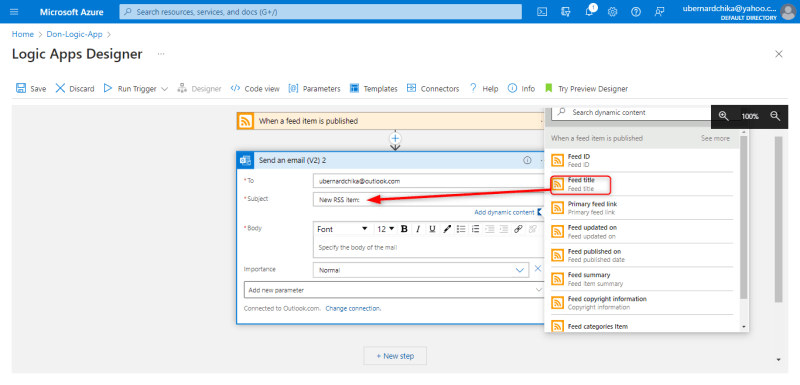 Microsoft Azure
Search resources, services, and docs (G+/)
1
ubernardchika@yahoo.c...
DEFAULT DIRECTORY
Home > Don-Logic-App >
Logic Apps Designer ...
Save Discard Run Trigger Designer </> Code view [@] Parameters Templates Connectors ? Help Info Try Preview Designer
When a feed item is published
Search dynamic content
100%
Send an email (V2) 2
When a feed item is published See more
* To ubernardchika@outlook.com
* Subject New RSS item:
Add dynamic content
* Body Font 12 B I U
Specify the body of the mail
Importance Normal
Add new parameter
Connected to Outlook.com. Change connection.
+ New step
Feed ID
Feed ID
Feed title
Feed title
Primary feed link
Primary feed link
Feed updated on
Feed updated on
Feed published on
Feed published date
Feed summary
Feed item summary
Feed copyright information
Copyright information
Feed categories Item